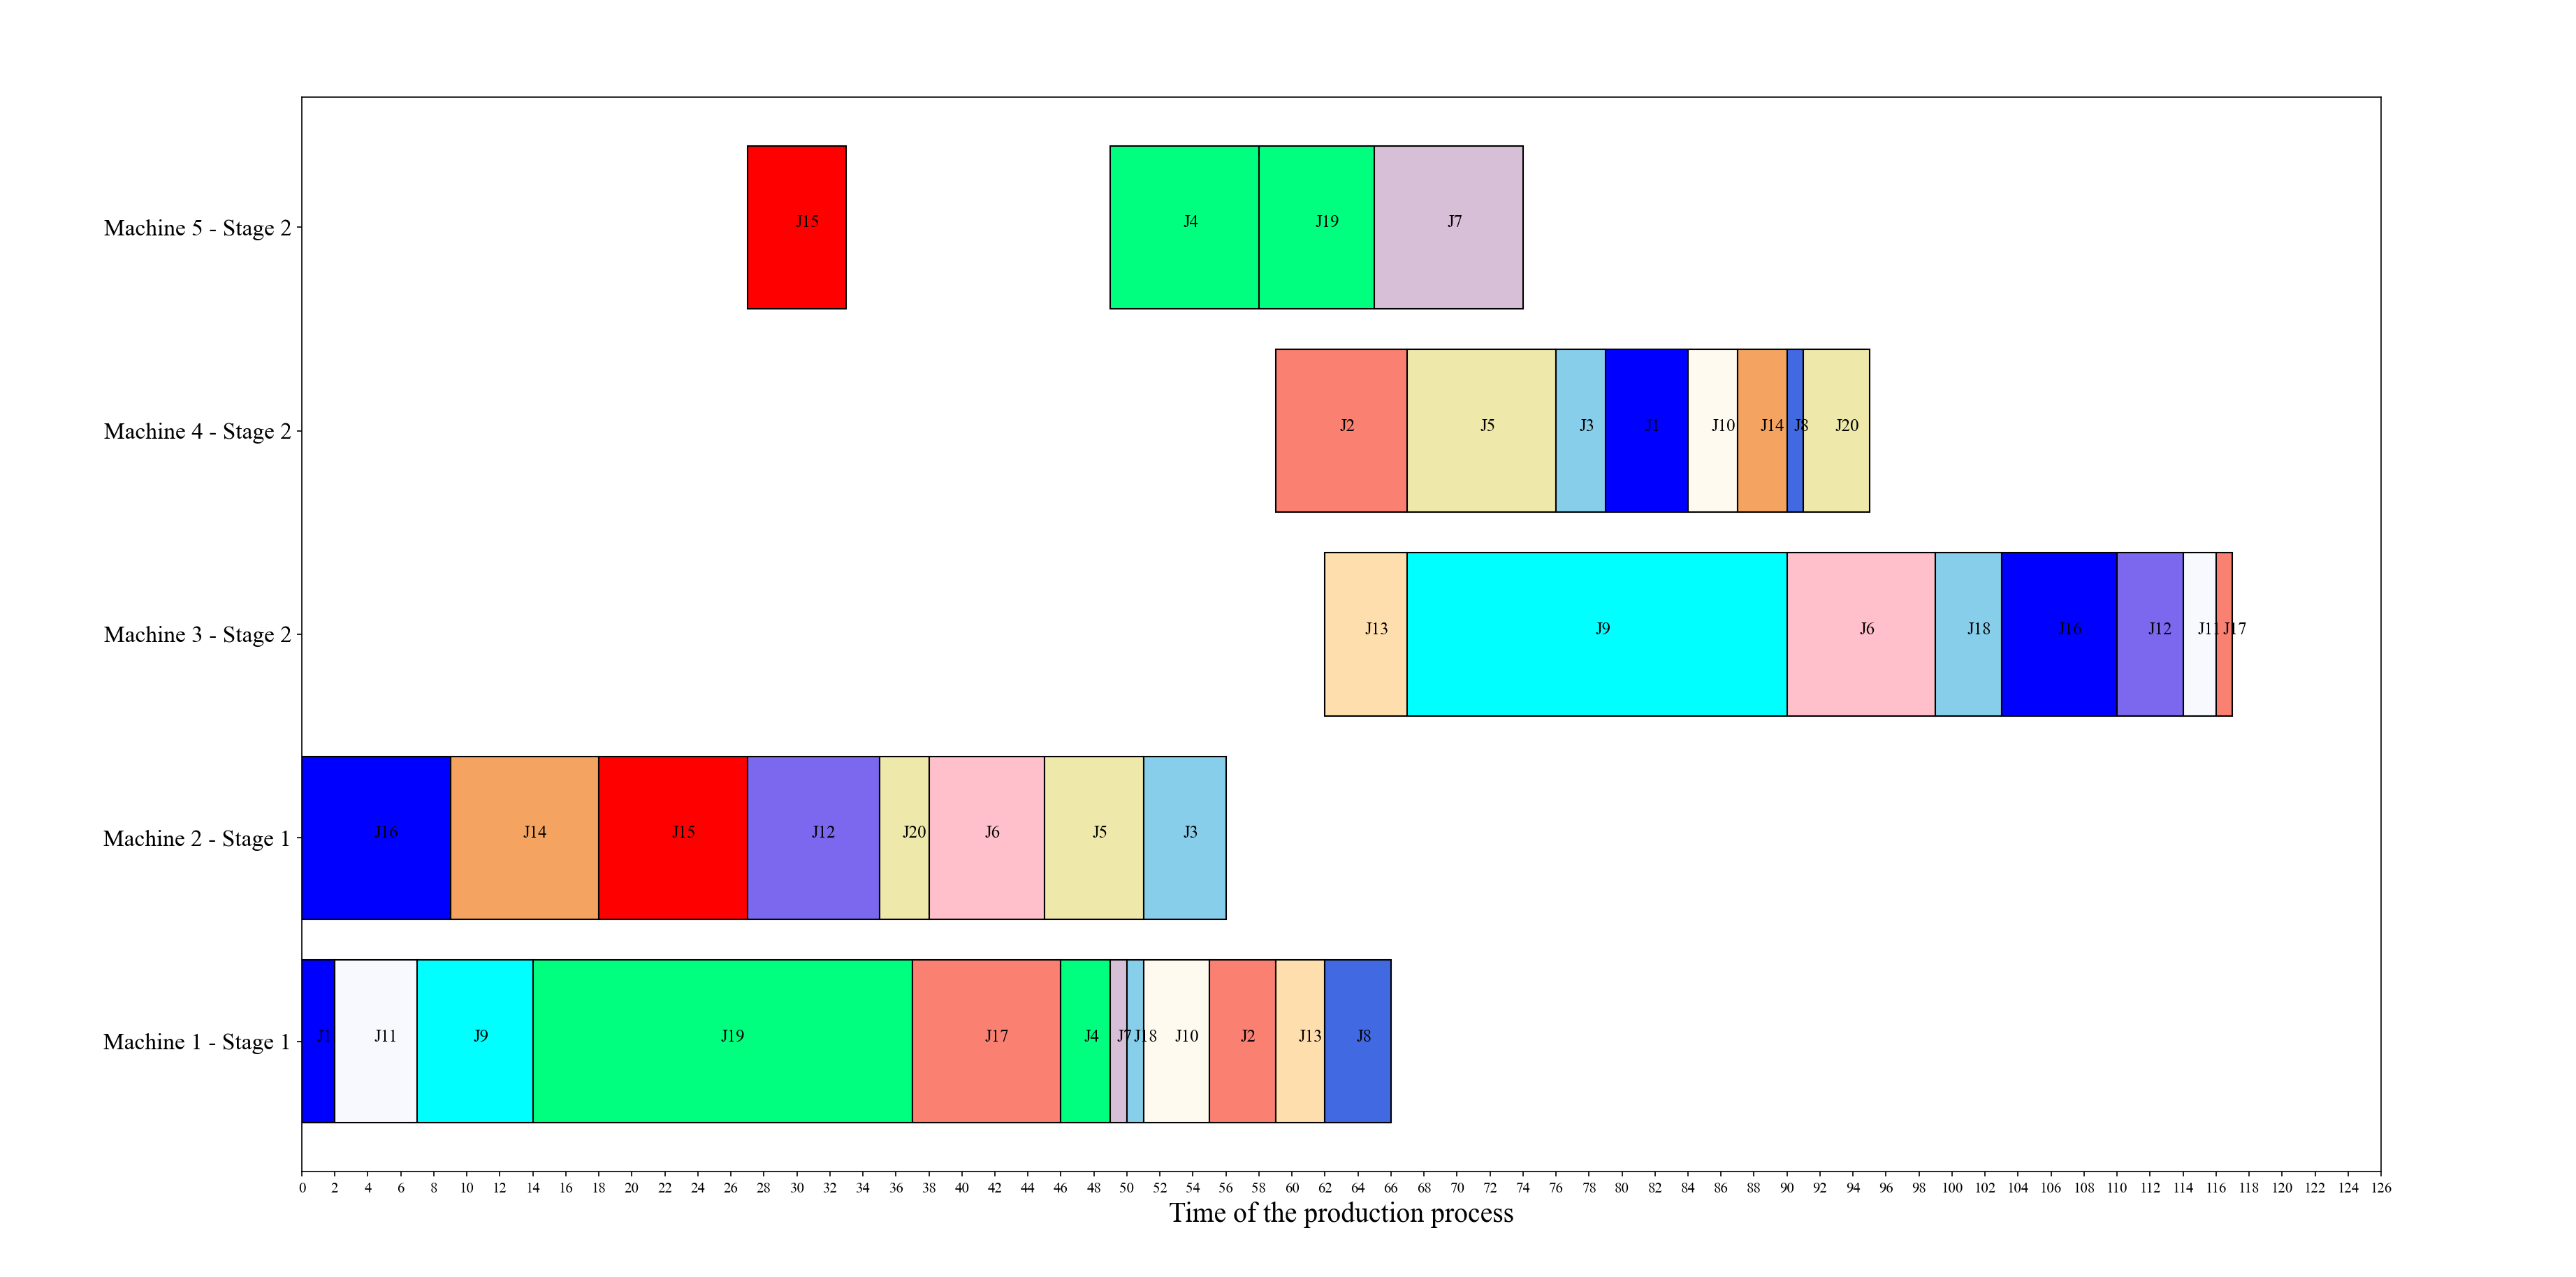 Machine 5 - Stage 2
J15 J4 J19 J7
Machine 4 - Stage 2
J2 J5 J3 J1 J10 J14 J8 J20
Machine 3 - Stage 2
J13 J9 J6 J18 J16 J12 J11 J17
Machine 2 - Stage 1
J16 J14 J15 J12 J20 J6 J5 J3
Machine 1 - Stage 1
J1 J11 J9 J19 J17 J4 J7 J18 J10 J2 J13 J8
0 2 4 6 8 10 12 14 16 18 20 22 24 26 28 30 32 34 36 38 40 42 44 46 48 50 52 54 56 58 60 62 64 66 68 70 72 74 76 78 80 82 84 86 88 90 92 94 96 98 100 102 104 106 108 110 112 114 116 118 120 122 124 126
Time of the production process